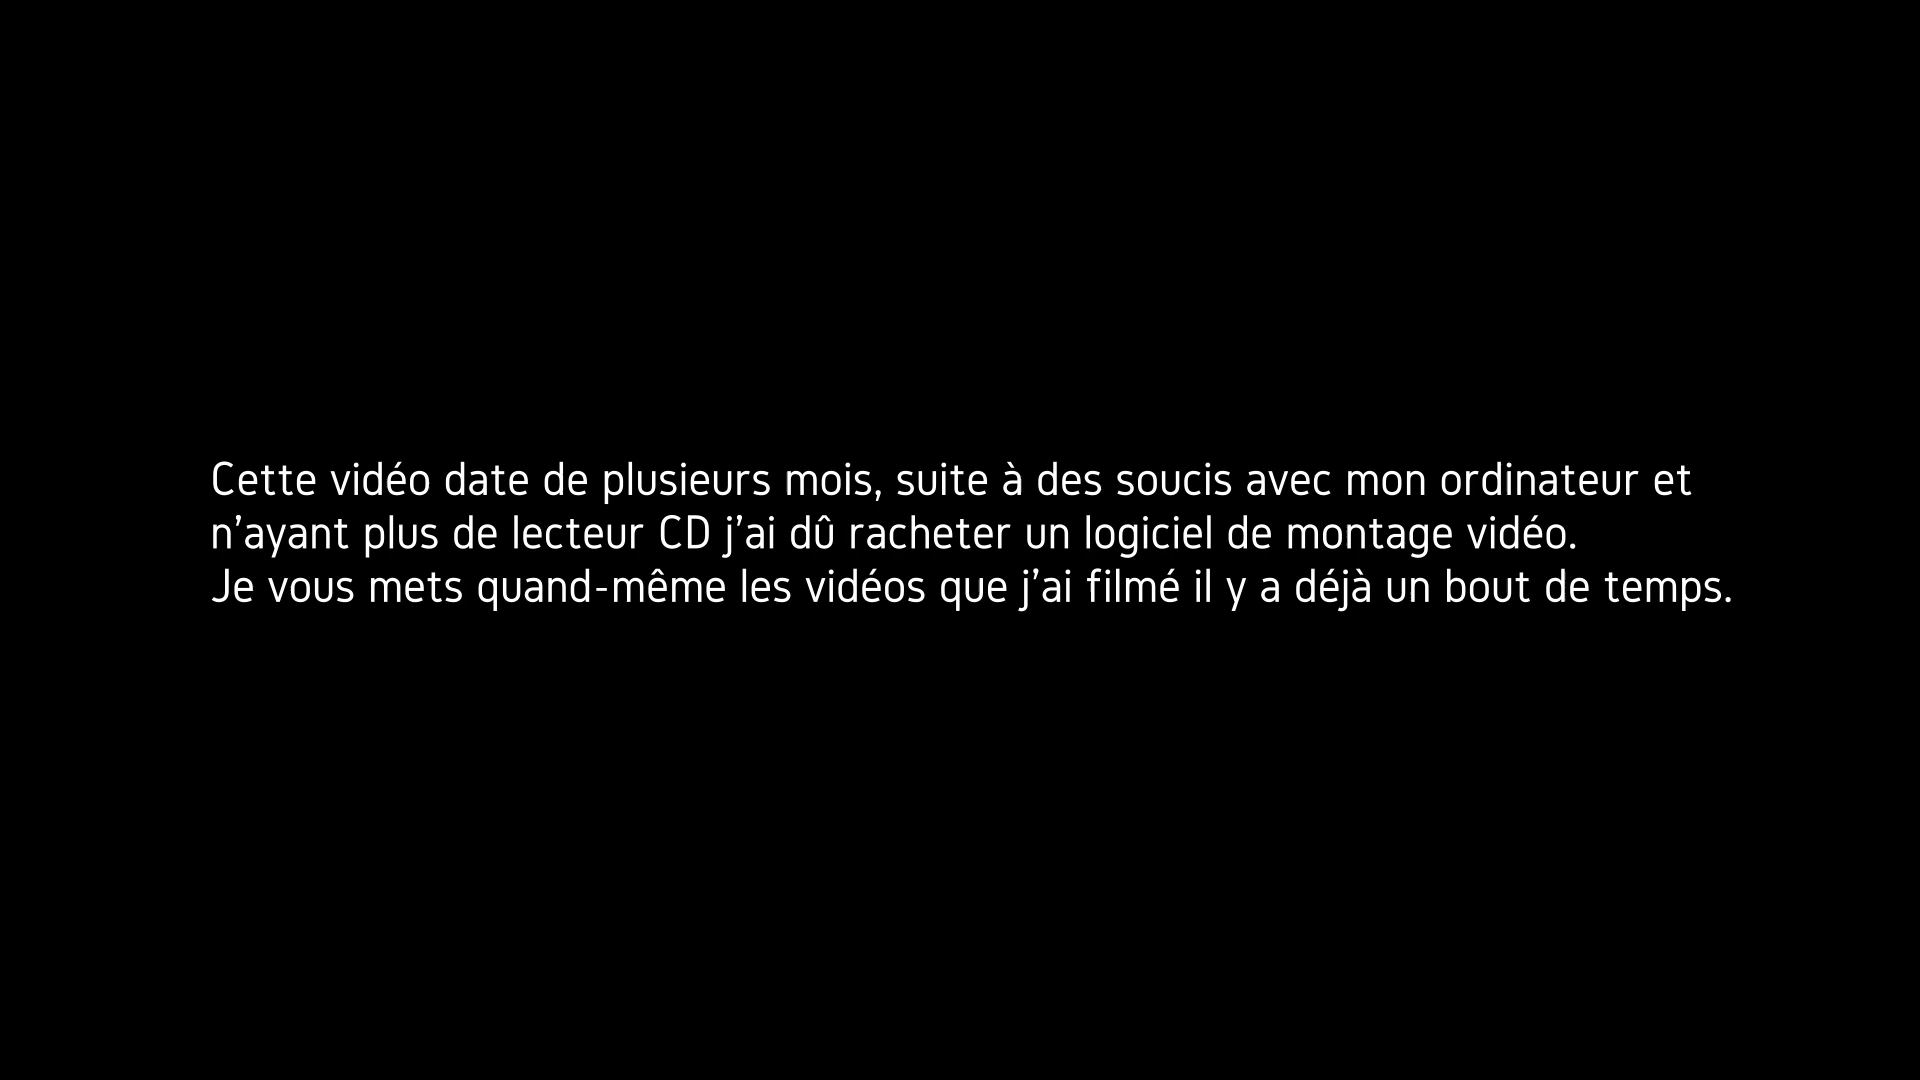 Cette vidéo date de plusieurs mois, suite à des soucis avec mon ordinateur et
n’ayant plus de lecteur CD j’ai dû racheter un logiciel de montage vidéo.
Je vous mets quand-même les vidéos que j’ai filmé il y a déjà un bout de temps.